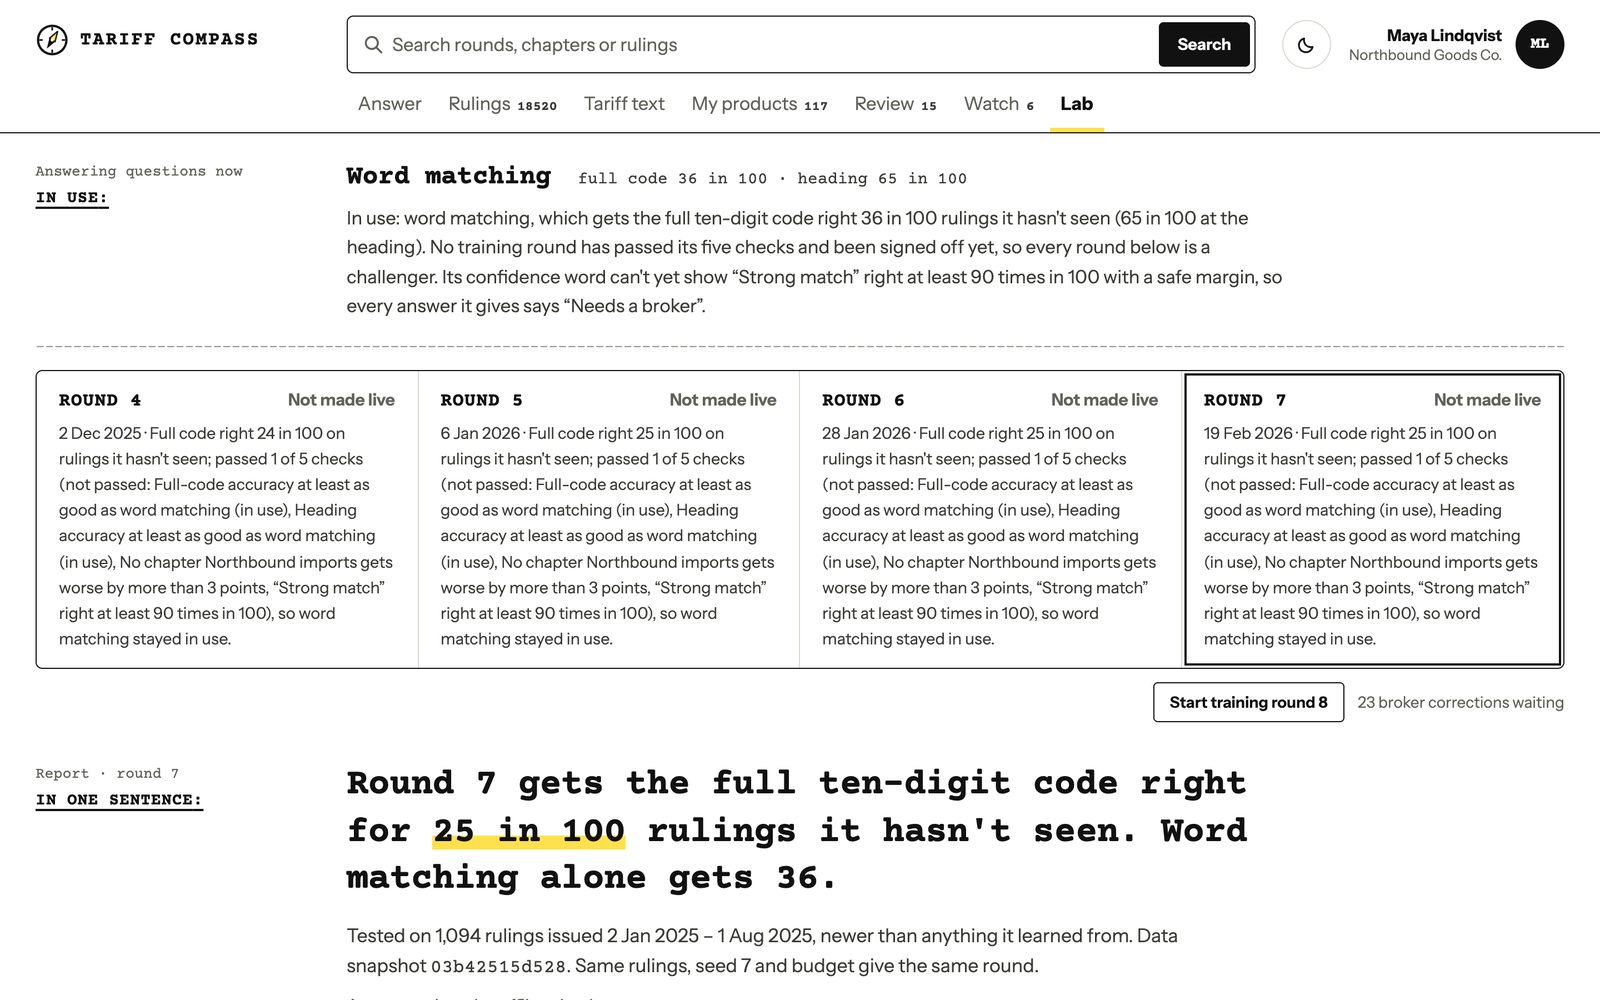 TARIFF COMPASS
Search rounds, chapters or rulings
Search
Maya Lindqvist
Northbound Goods Co.
ML
Answer
Rulings 18520
Tariff text
My products 117
Review 15
Watch 6
Lab
Answering questions now
IN USE:
Word matching full code 36 in 100 · heading 65 in 100
In use: word matching, which gets the full ten-digit code right 36 in 100 rulings it hasn't seen (65 in 100 at the
heading). No training round has passed its five checks and been signed off yet, so every round below is a
challenger. Its confidence word can't yet show “Strong match” right at least 90 times in 100 with a safe margin, so
every answer it gives says “Needs a broker”.
ROUND 4 Not made live
2 Dec 2025 · Full code right 24 in 100 on
rulings it hasn't seen; passed 1 of 5 checks
(not passed: Full-code accuracy at least as
good as word matching (in use), Heading
accuracy at least as good as word matching
(in use), No chapter Northbound imports gets
worse by more than 3 points, “Strong match”
right at least 90 times in 100), so word
matching stayed in use.
ROUND 5 Not made live
6 Jan 2026 · Full code right 25 in 100 on
rulings it hasn't seen; passed 1 of 5 checks
(not passed: Full-code accuracy at least as
good as word matching (in use), Heading
accuracy at least as good as word matching
(in use), No chapter Northbound imports gets
worse by more than 3 points, “Strong match”
right at least 90 times in 100), so word
matching stayed in use.
ROUND 6 Not made live
28 Jan 2026 · Full code right 25 in 100 on
rulings it hasn't seen; passed 1 of 5 checks
(not passed: Full-code accuracy at least as
good as word matching (in use), Heading
accuracy at least as good as word matching
(in use), No chapter Northbound imports gets
worse by more than 3 points, “Strong match”
right at least 90 times in 100), so word
matching stayed in use.
ROUND 7 Not made live
19 Feb 2026 · Full code right 25 in 100 on
rulings it hasn't seen; passed 1 of 5 checks
(not passed: Full-code accuracy at least as
good as word matching (in use), Heading
accuracy at least as good as word matching
(in use), No chapter Northbound imports gets
worse by more than 3 points, “Strong match”
right at least 90 times in 100), so word
matching stayed in use.
Start training round 8
23 broker corrections waiting
Report · round 7
IN ONE SENTENCE:
Round 7 gets the full ten-digit code right
for 25 in 100 rulings it hasn't seen. Word
matching alone gets 36.
Tested on 1,094 rulings issued 2 Jan 2025 – 1 Aug 2025, newer than anything it learned from. Data
snapshot 03b42515d528. Same rulings, seed 7 and budget give the same round.